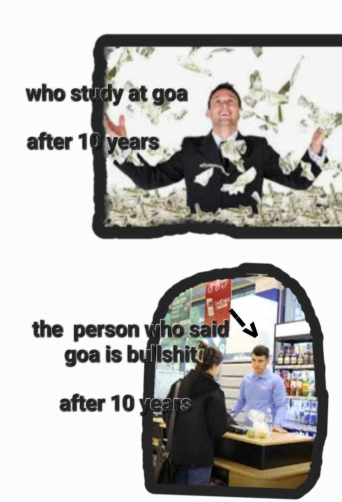 who study at goa
after 10 years
the person who said
goa is bullshit
after 10 years